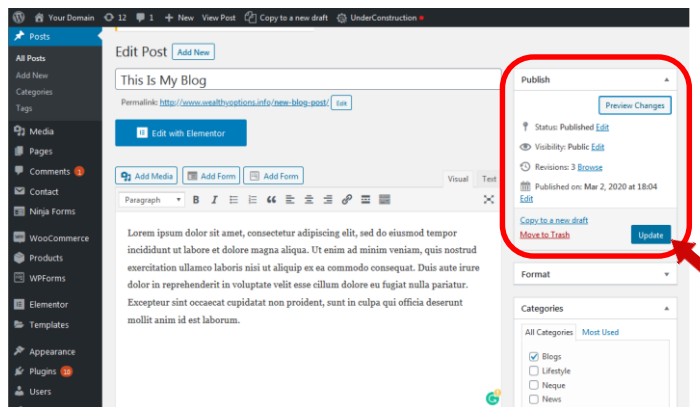 Your Domain 12 1 + New View Post Copy to a new draft UnderConstruction
Posts
All Posts
Add New
Categories
Tags
Media
Pages
Comments 1
Contact
Ninja Forms
WooCommerce
Products
WPForms
Elementor
Templates
Appearance
Plugins 10
Users
Edit Post Add New
This Is My Blog
Permalink: http://www.wealthyoptions.info/new-blog-post/ Edit
Edit with Elementor
Add Media Add Form Add Form Visual Text
Paragraph B I
Lorem ipsum dolor sit amet, consectetur adipiscing elit, sed do eiusmod tempor
incididunt ut labore et dolore magna aliqua. Ut enim ad minim veniam, quis nostrud
exercitation ullamco laboris nisi ut aliquip ex ea commodo consequat. Duis aute irure
dolor in reprehenderit in voluptate velit esse cillum dolore eu fugiat nulla pariatur.
Excepteur sint occaecat cupidatat non proident, sunt in culpa qui officia deserunt
mollit anim id est laborum.
Publish
Preview Changes
Status: Published Edit
Visibility: Public Edit
Revisions: 3 Browse
Published on: Mar 2, 2020 at 18:04
Edit
Copy to a new draft
Move to Trash Update
Format
Categories
All Categories Most Used
Blogs
Lifestyle
Neque
News